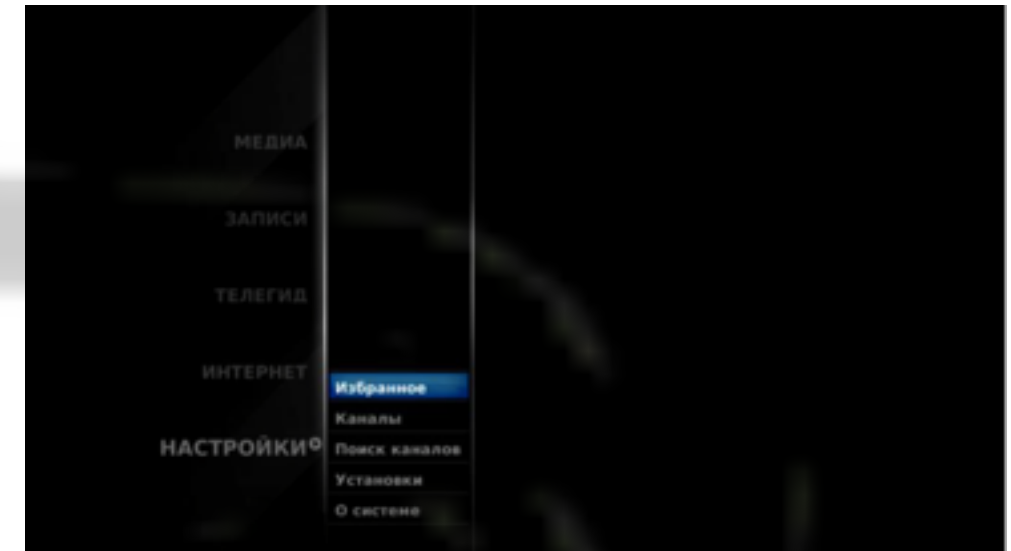 МЕДИА
ЗАПИСИ
ТЕЛЕГИД
ИНТЕРНЕТ
НАСТРОЙКИ
Избранное
Каналы
Поиск каналов
Установки
О системе